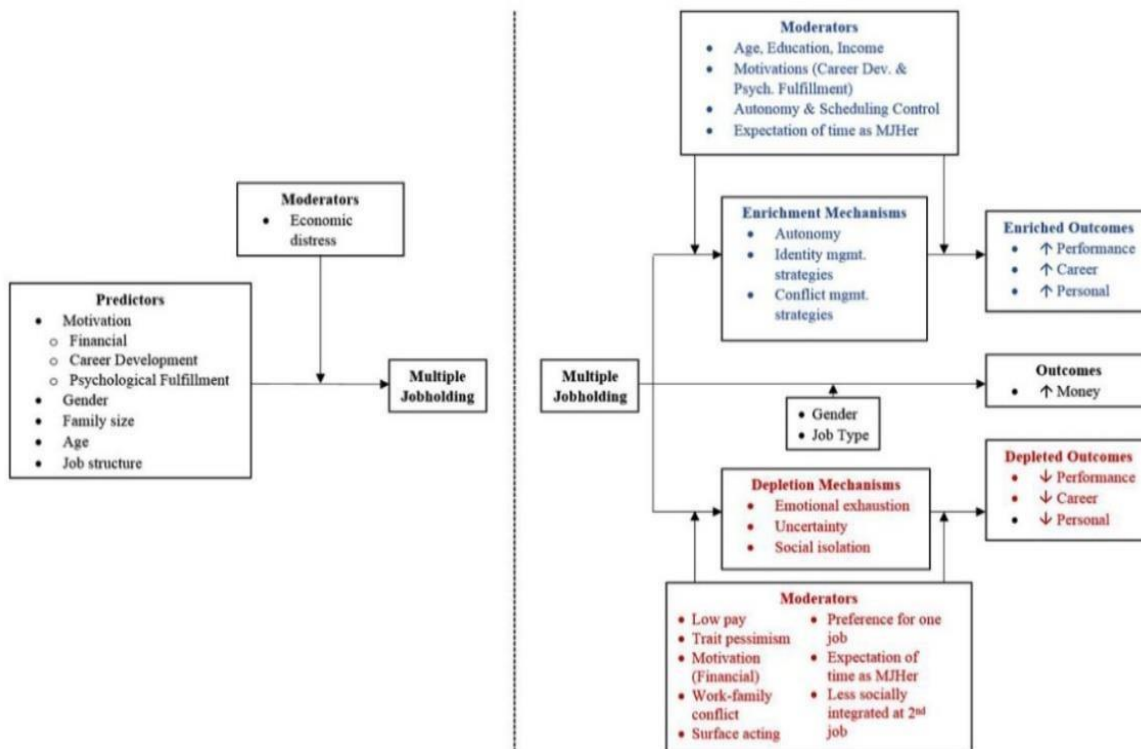 Moderators
• Economic
distress
Predictors
• Motivation
○ Financial
○ Career Development
○ Psychological Fulfillment
• Gender
• Family size
• Age
• Job structure
Multiple
Jobholding
Moderators
• Age, Education, Income
• Motivations (Career Dev. &
Psych. Fulfillment)
• Autonomy & Scheduling Control
• Expectation of time as MJHer
Enrichment Mechanisms
• Autonomy
• Identity mgmt.
strategies
• Conflict mgmt.
strategies
Enriched Outcomes
• ↑ Performance
• ↑ Career
• ↑ Personal
Multiple
Jobholding
• Gender
• Job Type
Outcomes
• ↑ Money
Depletion Mechanisms
• Emotional exhaustion
• Uncertainty
• Social isolation
Depleted Outcomes
• ↓ Performance
• ↓ Career
• ↓ Personal
Moderators
• Low pay
• Trait pessimism
• Motivation
(Financial)
• Work-family
conflict
• Surface acting
• Preference for one
job
• Expectation of
time as MJHer
• Less socially
integrated at 2nd
job